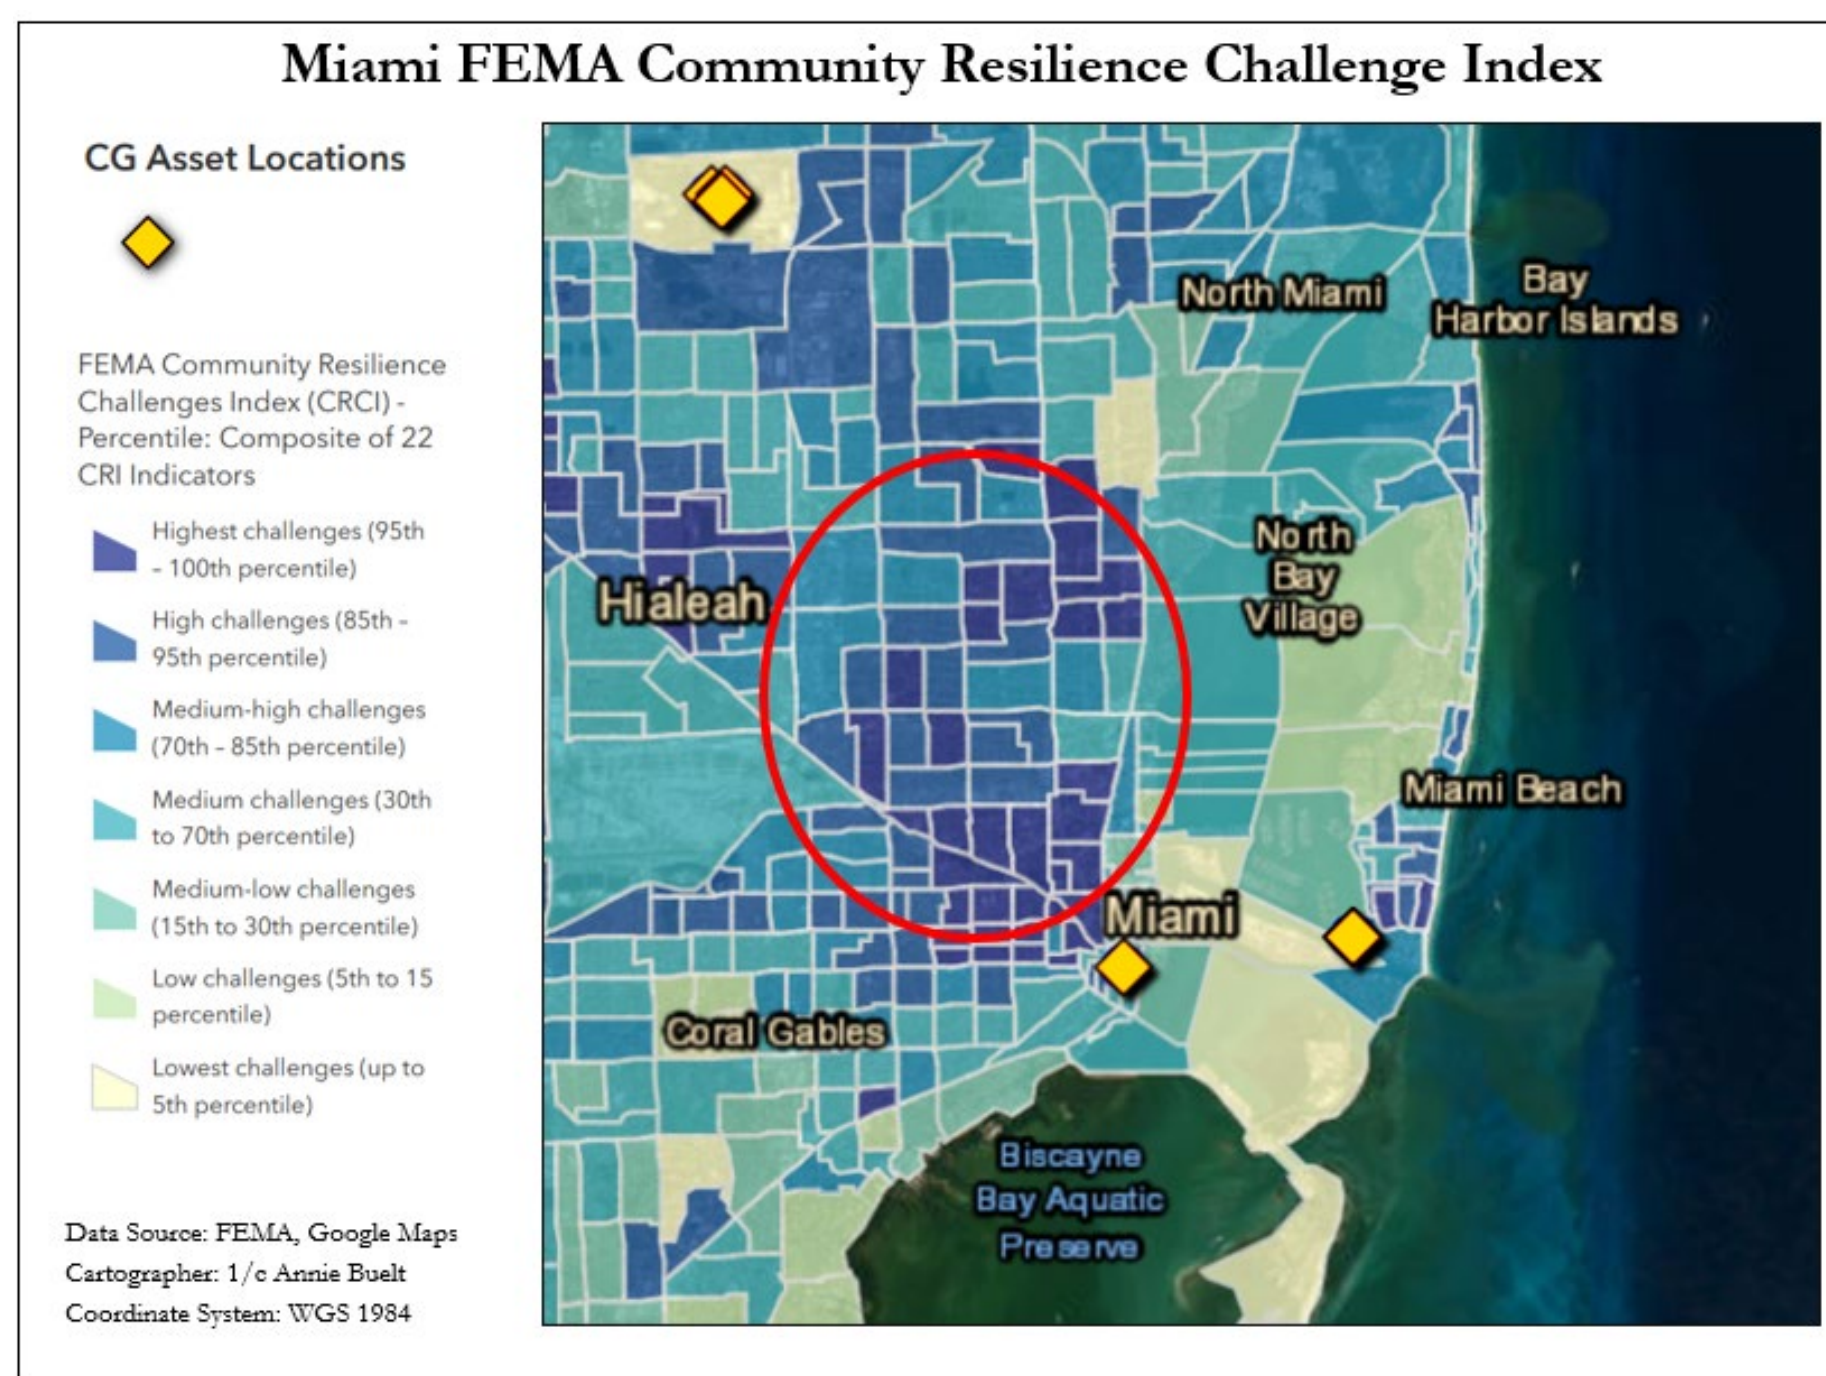 Miami FEMA Community Resilience Challenge Index
CG Asset Locations
FEMA Community Resilience
Challenges Index (CRCI) -
Percentile: Composite of 22
CRI Indicators
Highest challenges (95th
- 100th percentile)
High challenges (85th -
95th percentile)
Medium-high challenges
(70th - 85th percentile)
Medium challenges (30th
to 70th percentile)
Medium-low challenges
(15th to 30th percentile)
Low challenges (5th to 15
percentile)
Lowest challenges (up to
5th percentile)
Data Source: FEMA, Google Maps
Cartographer: 1/c Annie Buelt
Coordinate System: WGS 1984
North Miami
Bay
Harbor Islands
North
Bay
Village
Hialeah
Miami Beach
Miami
Coral Gables
Biscayne
Bay Aquatic
Preserve